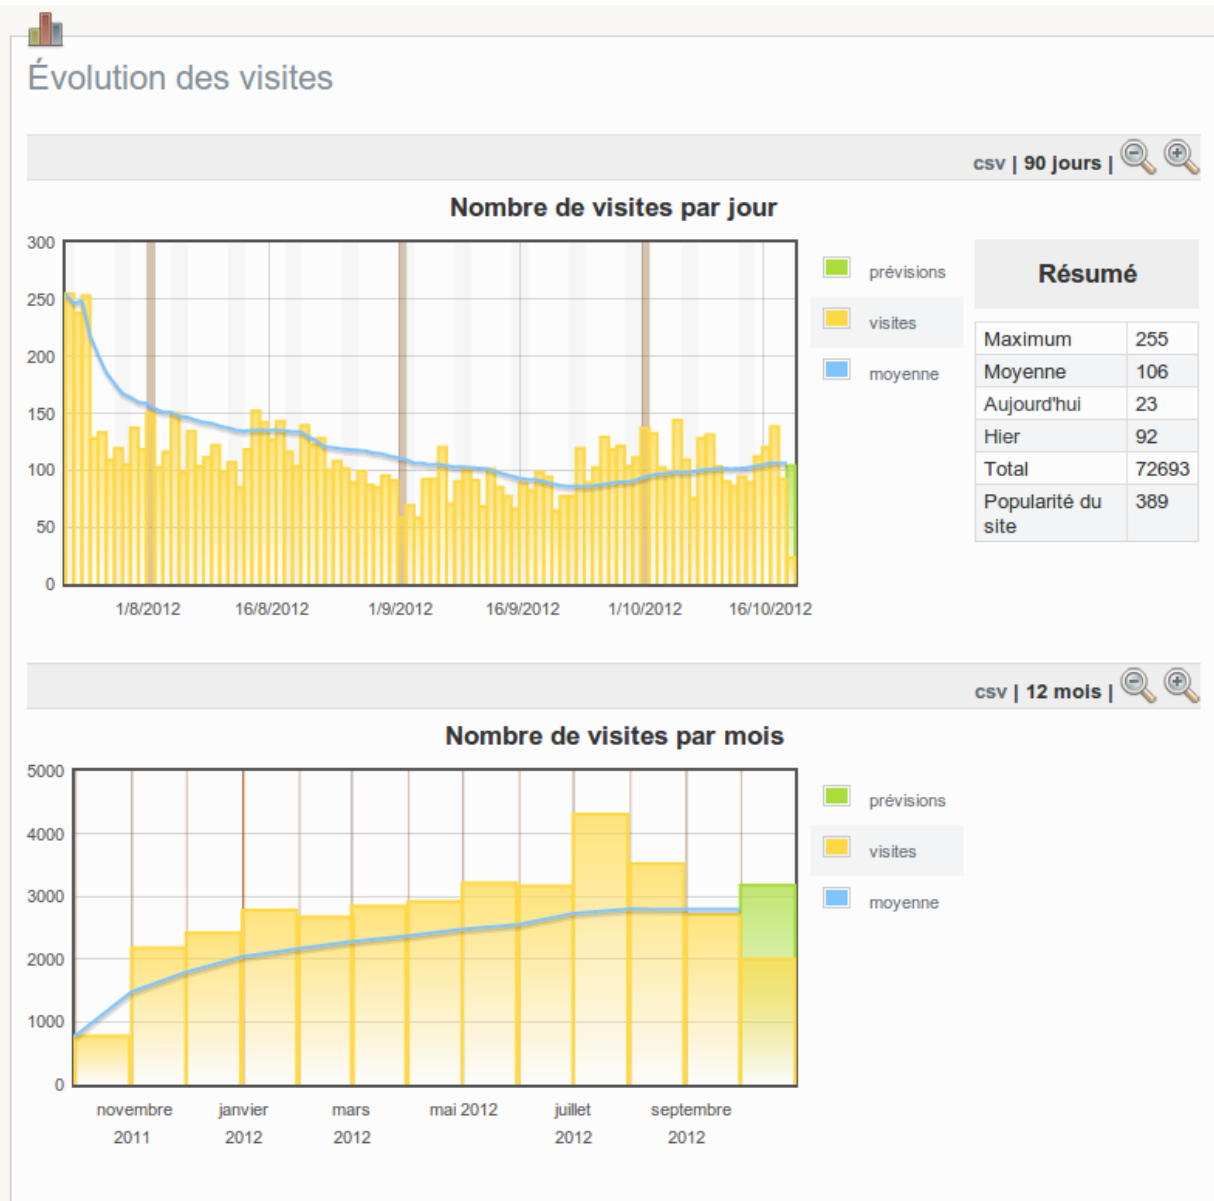 Évolution des visites
csv | 90 jours |
Nombre de visites par jour
300
250
200
150
100
50
0
1/8/2012 16/8/2012 1/9/2012 16/9/2012 1/10/2012 16/10/2012
prévisions
visites
moyenne
Résumé
Maximum 255
Moyenne 106
Aujourd'hui 23
Hier 92
Total 72693
Popularité du 389
site
csv | 12 mois |
Nombre de visites par mois
5000
4000
3000
2000
1000
0
novembre janvier mars mai 2012 juillet septembre
2011 2012 2012 2012 2012
prévisions
visites
moyenne